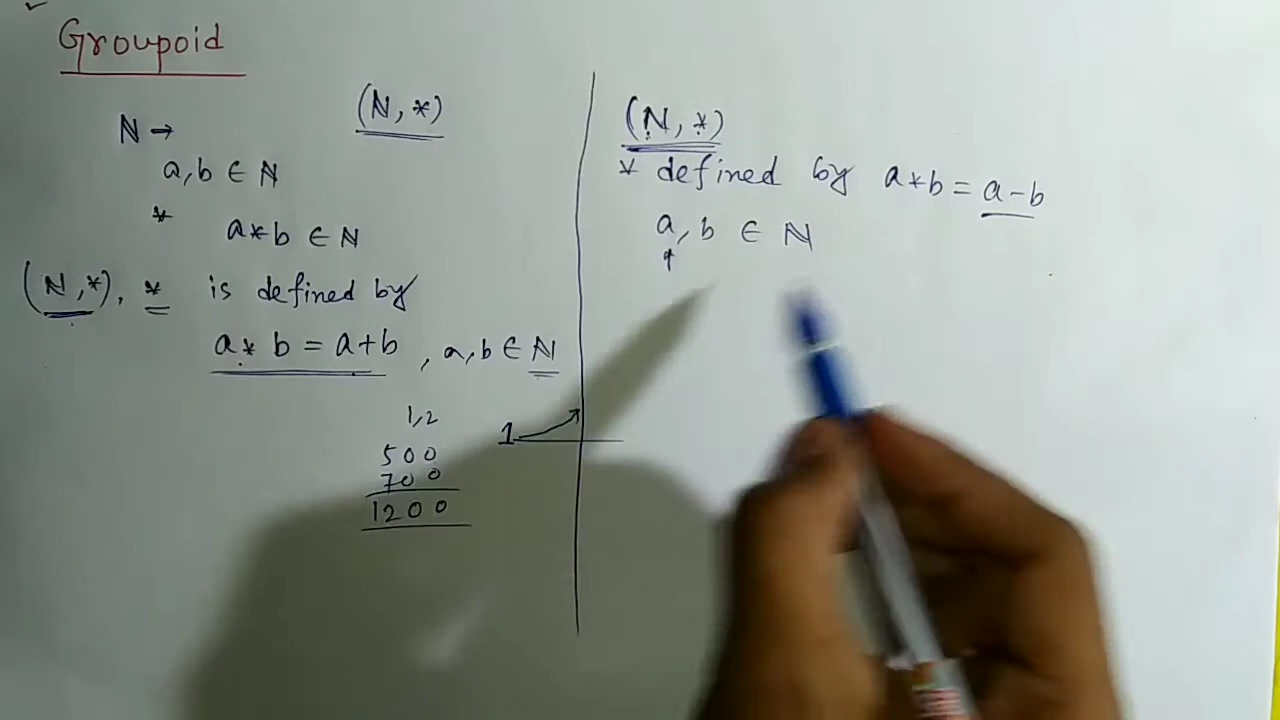 Groupoid
(N, *)
N →
a, b ∈ N
*
a * b ∈ N
(N, *), * is defined by
a * b = a + b , a, b ∈ N
1, 2
500
700
1200
1
(N, *)
* defined by a * b = a - b
a, b ∈ N